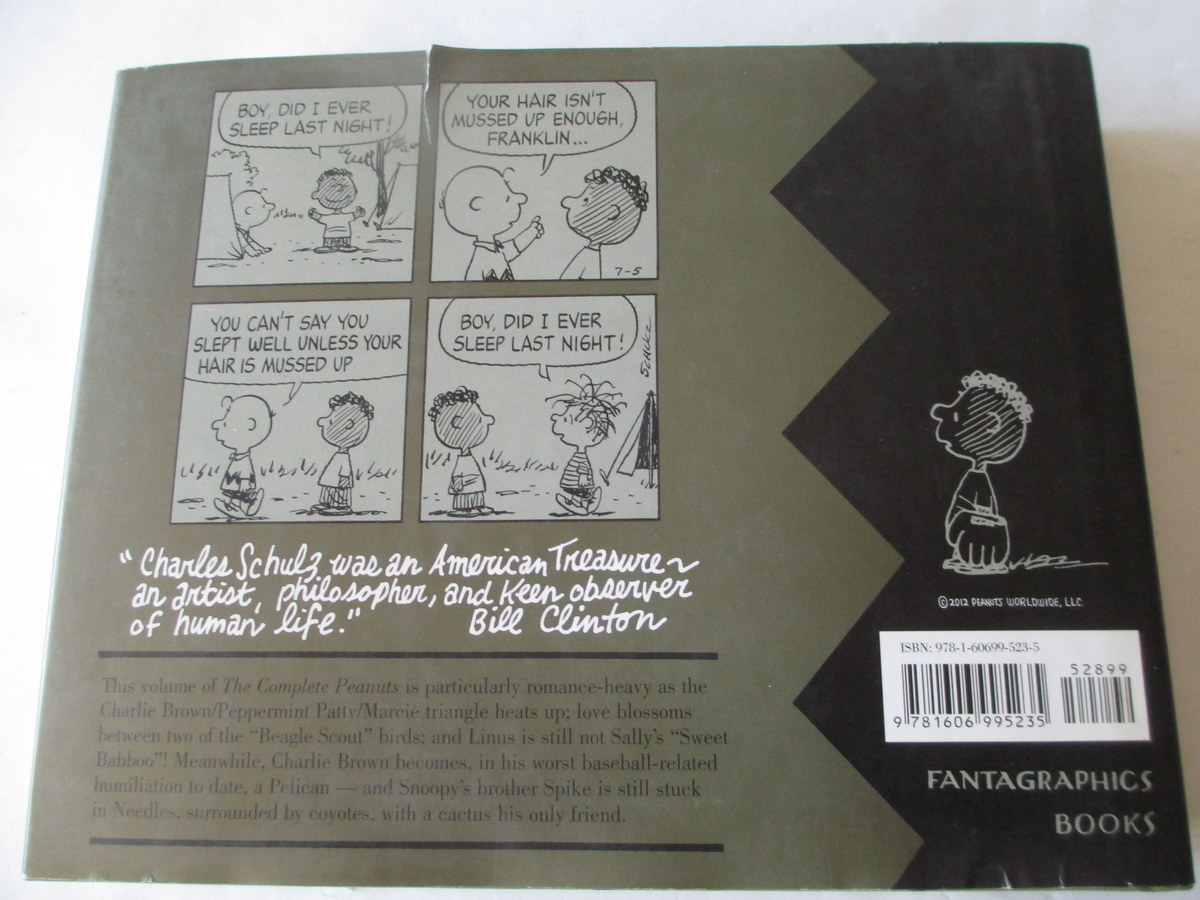 BOY, DID I EVER
SLEEP LAST NIGHT!
YOUR HAIR ISN'T
MUSSED UP ENOUGH,
FRANKLIN...
7-5
YOU CAN'T SAY YOU
SLEPT WELL UNLESS YOUR
HAIR IS MUSSED UP
BOY, DID I EVER
SLEEP LAST NIGHT!
SCHULZ
"Charles Schulz was an American Treasure~
an artist, philosopher, and keen observer
of human life."
Bill Clinton
This volume of The Complete Peanuts is particularly romance-heavy as the
Charlie Brown/Peppermint Patty/Marcie triangle heats up; love blossoms
between two of the "Beagle Scout" birds; and Linus is still not Sally's "Sweet
Babboo"! Meanwhile, Charlie Brown becomes, in his worst baseball-related
humiliation to date, a Pelican — and Snoopy's brother Spike is still stuck
in Needles, surrounded by coyotes, with a cactus his only friend.
©2012 PEANUTS WORLDWIDE, LLC
ISBN: 978-1-60699-523-5
52899
9 781606 995235
FANTAGRAPHICS
BOOKS